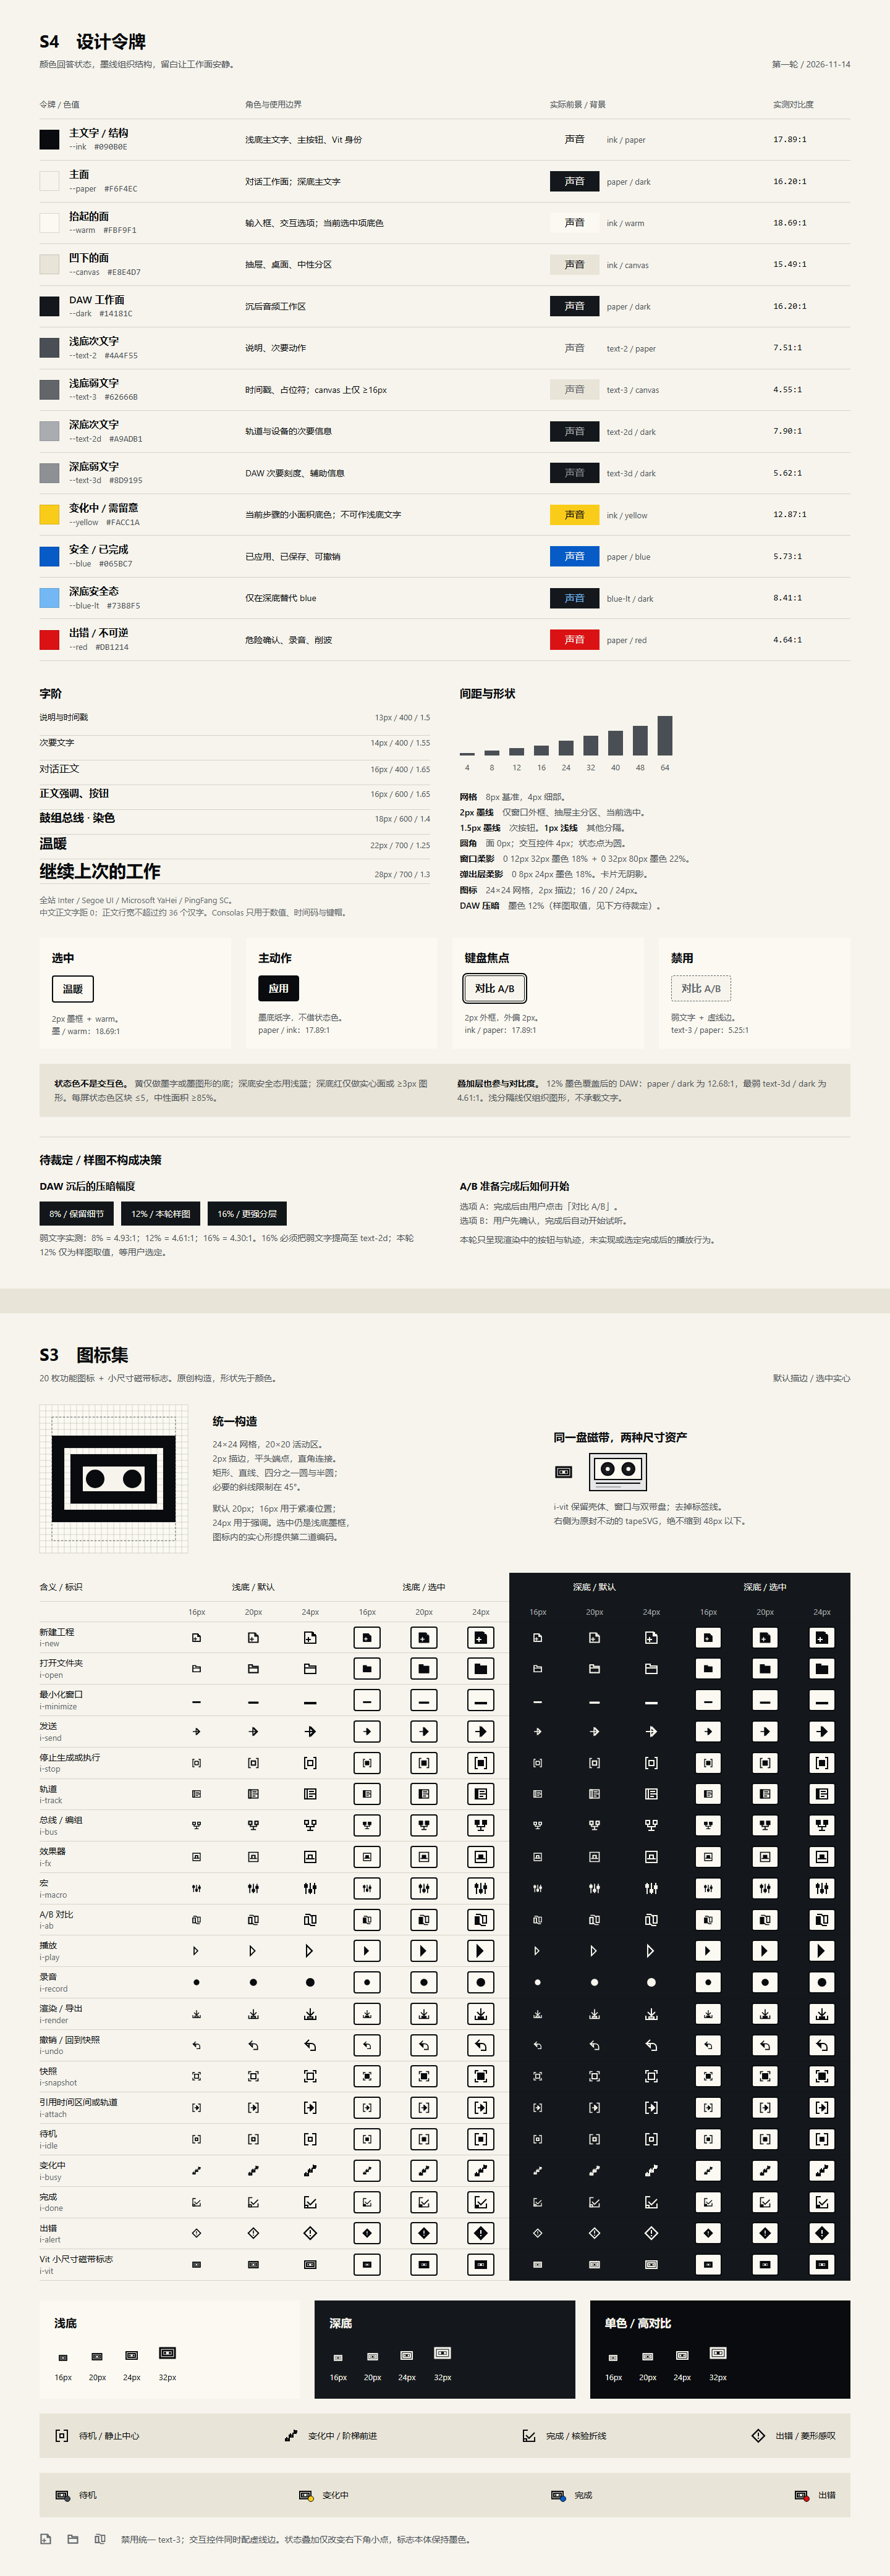 S4 设计令牌
颜色回答状态，墨线组织结构，留白让工作面安静。
第一轮 / 2026-11-14
令牌 / 色值 角色与使用边界 实际前景 / 背景 实测对比度
主文字 / 结构
--ink #090B0E
浅底主文字、主按钮、Vit 身份 声音 ink / paper 17.89:1
主面
--paper #F6F4EC
对话工作面；深底主文字 声音 paper / dark 16.20:1
抬起的面
--warm #FBF9F1
输入框、交互选项；当前选中项底色 声音 ink / warm 18.69:1
凹下的面
--canvas #E8E4D7
抽屉、桌面、中性分区 声音 ink / canvas 15.49:1
DAW 工作面
--dark #14181C
沉后音频工作区 声音 paper / dark 16.20:1
浅底次文字
--text-2 #4A4F55
说明、次要动作 声音 text-2 / paper 7.51:1
浅底弱文字
--text-3 #62666B
时间戳、占位符；canvas 上仅 ≥16px 声音 text-3 / canvas 4.55:1
深底次文字
--text-2d #A9ADB1
轨道与设备的次要信息 声音 text-2d / dark 7.90:1
深底弱文字
--text-3d #8D9195
DAW 次要刻度、辅助信息 声音 text-3d / dark 5.62:1
变化中 / 需留意
--yellow #FACC1A
当前步骤的小面积底色；不可作浅底文字 声音 ink / yellow 12.87:1
安全 / 已完成
--blue #065BC7
已应用、已保存、可撤销 声音 paper / blue 5.73:1
深底安全态
--blue-lt #73B8F5
仅在深底替代 blue 声音 blue-lt / dark 8.41:1
出错 / 不可逆
--red #DB1214
危险确认、录音、削波 声音 paper / red 4.64:1
字阶
说明与时间戳 13px / 400 / 1.5
次要文字 14px / 400 / 1.55
对话正文 16px / 400 / 1.65
正文强调、按钮 16px / 600 / 1.65
鼓组总线 · 染色 18px / 600 / 1.4
温暖 22px / 700 / 1.25
继续上次的工作 28px / 700 / 1.3
全站 Inter / Segoe UI / Microsoft YaHei / PingFang SC。
中文正文字距 0；正文行宽不超过约 36 个汉字。Consolas 只用于数值、时间码与键帽。
间距与形状
4 8 12 16 24 32 40 48 64
网格 8px 基准，4px 细部。
2px 墨线 仅窗口外框、抽屉主分区、当前选中。
1.5px 墨线 次按钮。1px 浅线 其他分隔。
圆角 面 0px；交互控件 4px；状态点为圆。
窗口柔影 0 12px 32px 墨色 18% + 0 32px 80px 墨色 22%。
弹出层柔影 0 8px 24px 墨色 18%。卡片无阴影。
图标 24×24 网格，2px 描边；16 / 20 / 24px。
DAW 压暗 墨色 12%（样图取值，见下方待裁定）。
选中
温暖
2px 墨框 + warm。
墨 / warm：18.69:1
主动作
应用
墨底纸字，不借状态色。
paper / ink：17.89:1
键盘焦点
对比 A/B
2px 外框，外偏 2px。
ink / paper：17.89:1
禁用
对比 A/B
弱文字 + 虚线边。
text-3 / paper：5.25:1
状态色不是交互色。 黄仅做墨字或墨图形的底；深底安全态用浅蓝；深底红仅做实心面或 ≥3px 图
形。每屏状态色区块 ≤5，中性面积 ≥85%。
叠加层也参与对比度。 12% 墨色覆盖后的 DAW：paper / dark 为 12.68:1，最弱 text-3d / dark 为
4.61:1。浅分隔线仅组织图形，不承载文字。
待裁定 / 样图不构成决策
DAW 沉后的压暗幅度
8% / 保留细节 12% / 本轮样图 16% / 更强分层
弱文字实测：8% = 4.93:1；12% = 4.61:1；16% = 4.30:1。16% 必须把弱文字提高至 text-2d；本轮
12% 仅为样图取值，等用户选定。
A/B 准备完成后如何开始
选项 A：完成后由用户点击「对比 A/B」。
选项 B：用户先确认，完成后自动开始试听。
本轮只呈现渲染中的按钮与轨迹，未实现或选定完成后的播放行为。
S3 图标集
20 枚功能图标 + 小尺寸磁带标志。原创构造，形状先于颜色。
默认描边 / 选中实心
统一构造
24×24 网格，20×20 活动区。
2px 描边，平头端点，直角连接。
矩形、直线、四分之一圆与半圆；
必要的斜线限制在 45°。
默认 20px；16px 用于紧凑位置；
24px 用于强调。选中仍是浅底墨框，
图标内的实心形提供第二道编码。
同一盘磁带，两种尺寸资产
i-vit 保留壳体、窗口与双带盘；去掉标签线。
右侧为原封不动的 tapeSVG，绝不缩到 48px 以下。
含义 / 标识 浅底 / 默认 浅底 / 选中 深底 / 默认 深底 / 选中
16px 20px 24px 16px 20px 24px 16px 20px 24px 16px 20px 24px
新建工程
i-new
打开文件夹
i-open
最小化窗口
i-minimize
发送
i-send
停止生成或执行
i-stop
轨道
i-track
总线 / 编组
i-bus
效果器
i-fx
宏
i-macro
A/B 对比
i-ab
播放
i-play
录音
i-record
渲染 / 导出
i-render
撤销 / 回到快照
i-undo
快照
i-snapshot
引用时间区间或轨道
i-attach
待机
i-idle
变化中
i-busy
完成
i-done
出错
i-alert
Vit 小尺寸磁带标志
i-vit
浅底
16px 20px 24px 32px
深底
16px 20px 24px 32px
单色 / 高对比
16px 20px 24px 32px
待机 / 静止中心 变化中 / 阶梯前进 完成 / 核验折线 出错 / 菱形感叹
待机 变化中 完成 出错
禁用统一 text-3；交互控件同时配虚线边。状态叠加仅改变右下角小点，标志本体保持墨色。